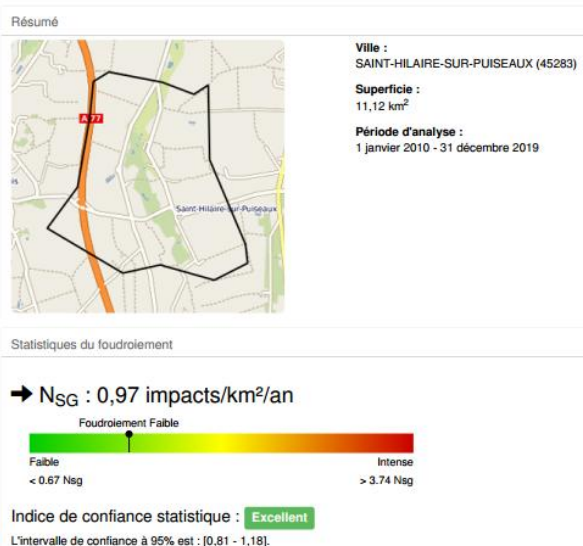 Résumé
A 77
Saint-Hilaire-sur-Puiseaux
Ville :
SAINT-HILAIRE-SUR-PUISEAUX (45283)
Superficie :
11,12 km²
Période d'analyse :
1 janvier 2010 - 31 décembre 2019
Statistiques du foudroiement
➔ NSG : 0,97 impacts/km²/an
Foudroiement Faible
Faible Intense
< 0.67 Nsg > 3.74 Nsg
Indice de confiance statistique : Excellent
L'intervalle de confiance à 95% est : [0,81 - 1,18].